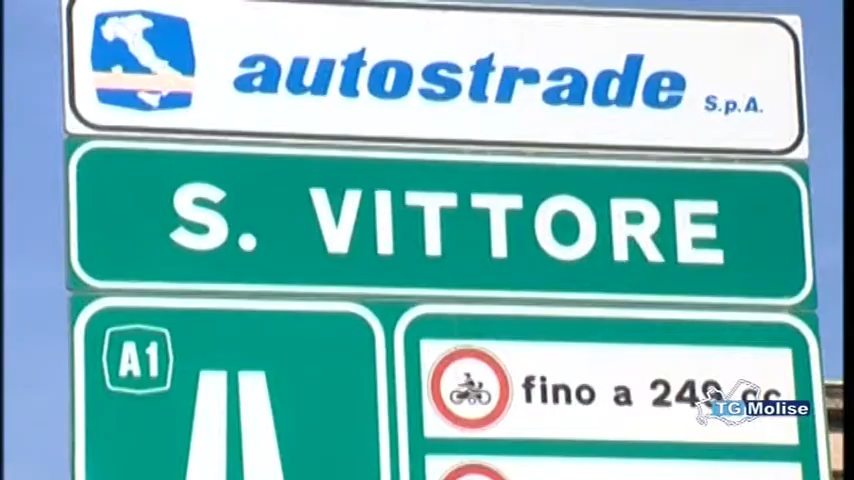 autostrade S.p.A.
S. VITTORE
A1
fino a 249 cc
TG Molise